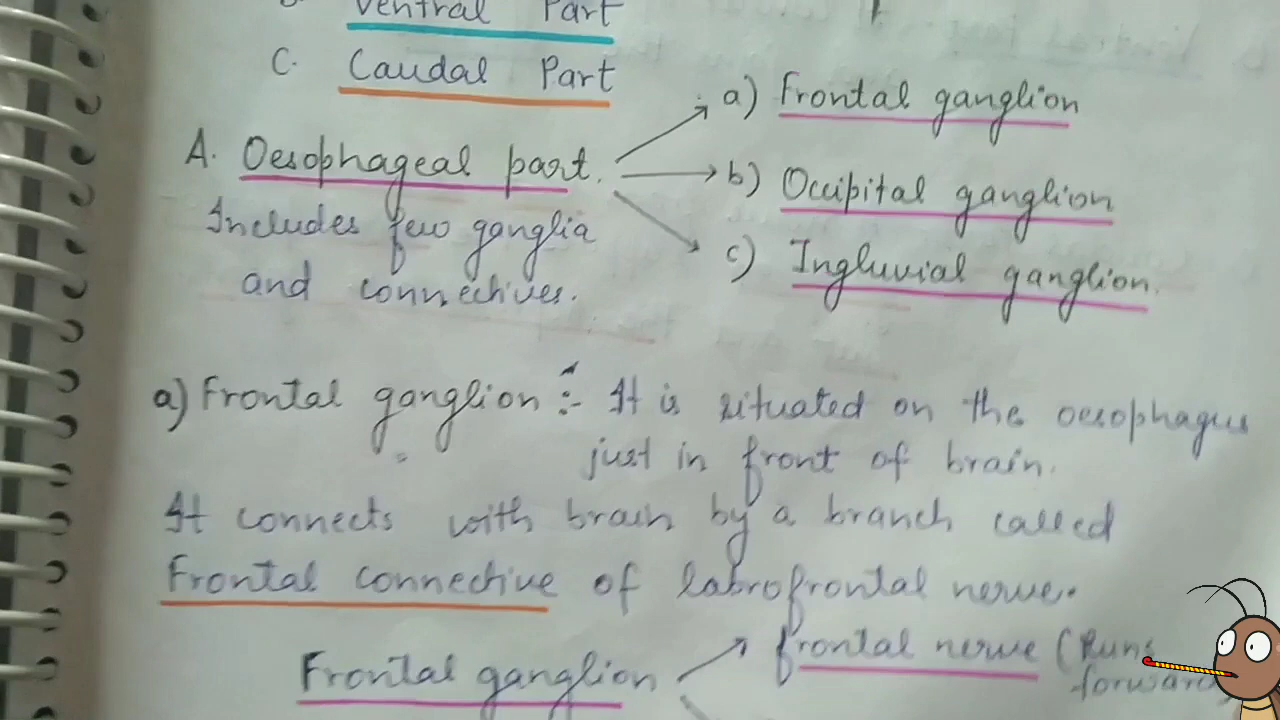 Ventral Part
C. Caudal Part
A. Oesophageal part.
Includes few ganglia
and connectives.
a) Frontal ganglion
b) Occipital ganglion
c) Ingluvial ganglion.
a) Frontal ganglion :- It is situated on the oesophagus
just in front of brain.
It connects with brain by a branch called
Frontal connective of labrofrontal nerve.
Frontal ganglion
frontal nerve (Runs
forward